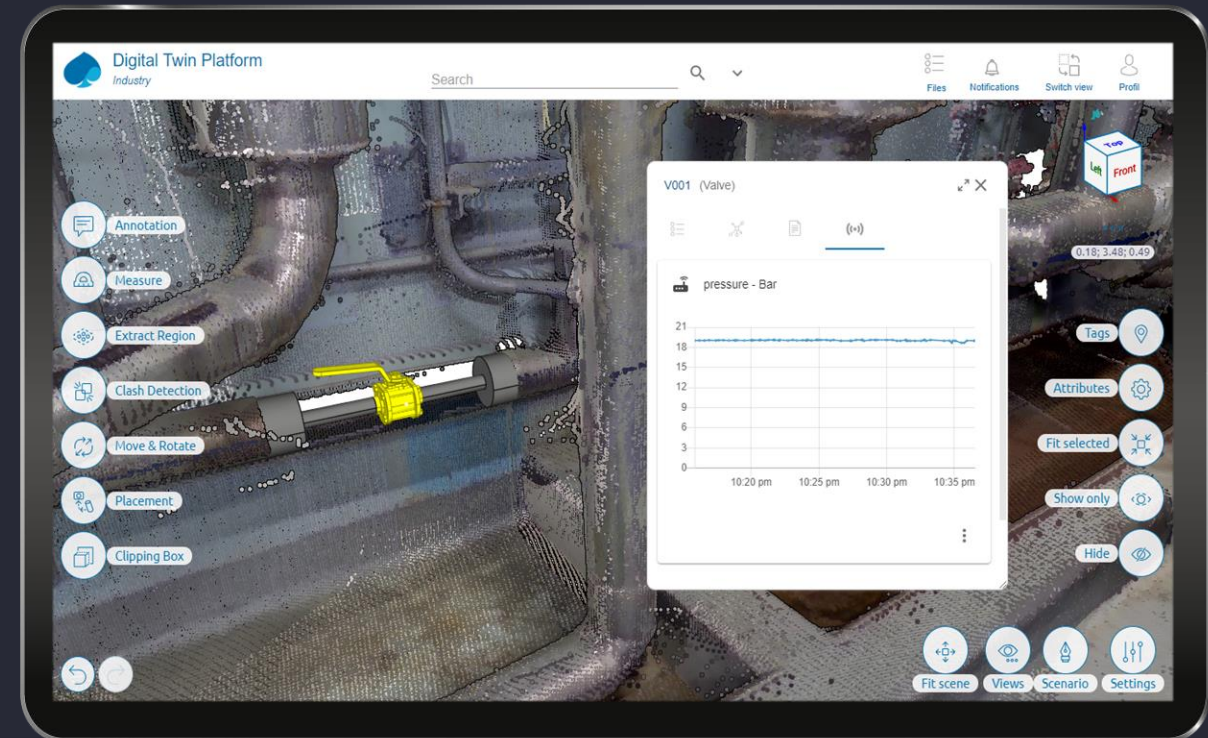 Digital Twin Platform
Industry
Search
Files
Notifications
Switch view
Profil
Top
Left
Front
0.18; 3.48; 0.49
Annotation
Measure
Extract Region
Clash Detection
Move & Rotate
Placement
Clipping Box
V001 (Valve)
pressure - Bar
21
18
15
12
9
6
3
0
10:20 pm
10:25 pm
10:30 pm
10:35 pm
Tags
Attributes
Fit selected
Show only
Hide
Fit scene
Views
Scenario
Settings